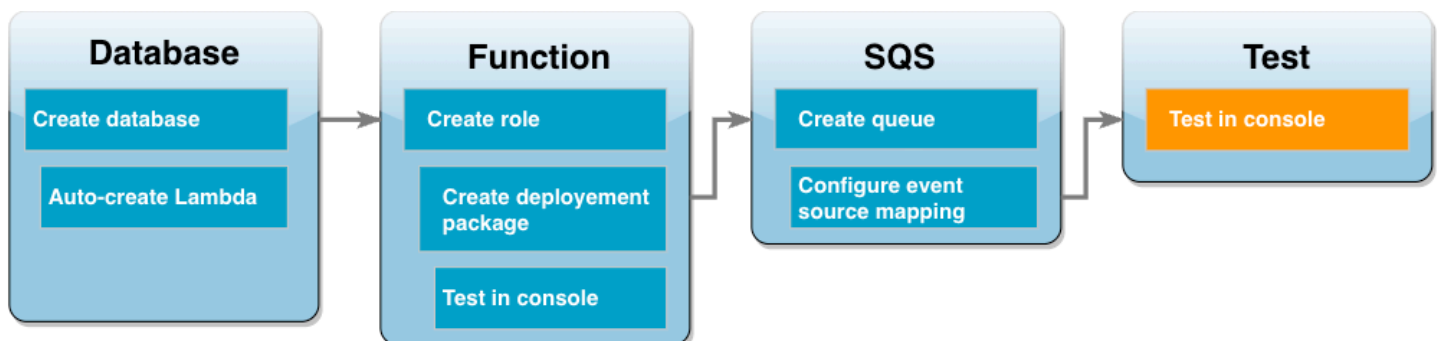 Database
Create database
Auto-create Lambda
Function
Create role
Create deployement
package
Test in console
SQS
Create queue
Configure event
source mapping
Test
Test in console